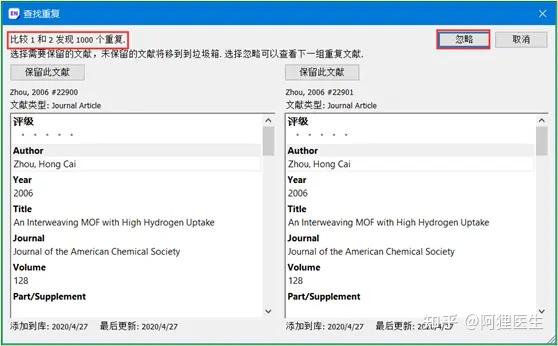 EN 查找重复
比较 1 和 2 发现 1000 个重复.
忽略 取消
选择需要保留的文献，未保留的文献将移到到垃圾箱. 选择忽略可以查看下一组重复文献.
保留此文献 保留此文献
Zhou, 2006 #22900
文献类型: Journal Article
评级
Author
Zhou, Hong Cai
Year
2006
Title
An Interweaving MOF with High Hydrogen Uptake
Journal
Journal of the American Chemical Society
Volume
128
Part/Supplement
添加到库: 2020/4/27 最后更新: 2020/4/27
Zhou, 2006 #22901
文献类型: Journal Article
评级
Author
Zhou, Hong Cai
Year
2006
Title
An Interweaving MOF with High Hydrogen Uptake
Journal
Journal of the American Chemical Society
Volume
128
Part/Supplement
添加到库: 2020/4/27 最后更新: 2020/4/27
知乎 @阿狸医生